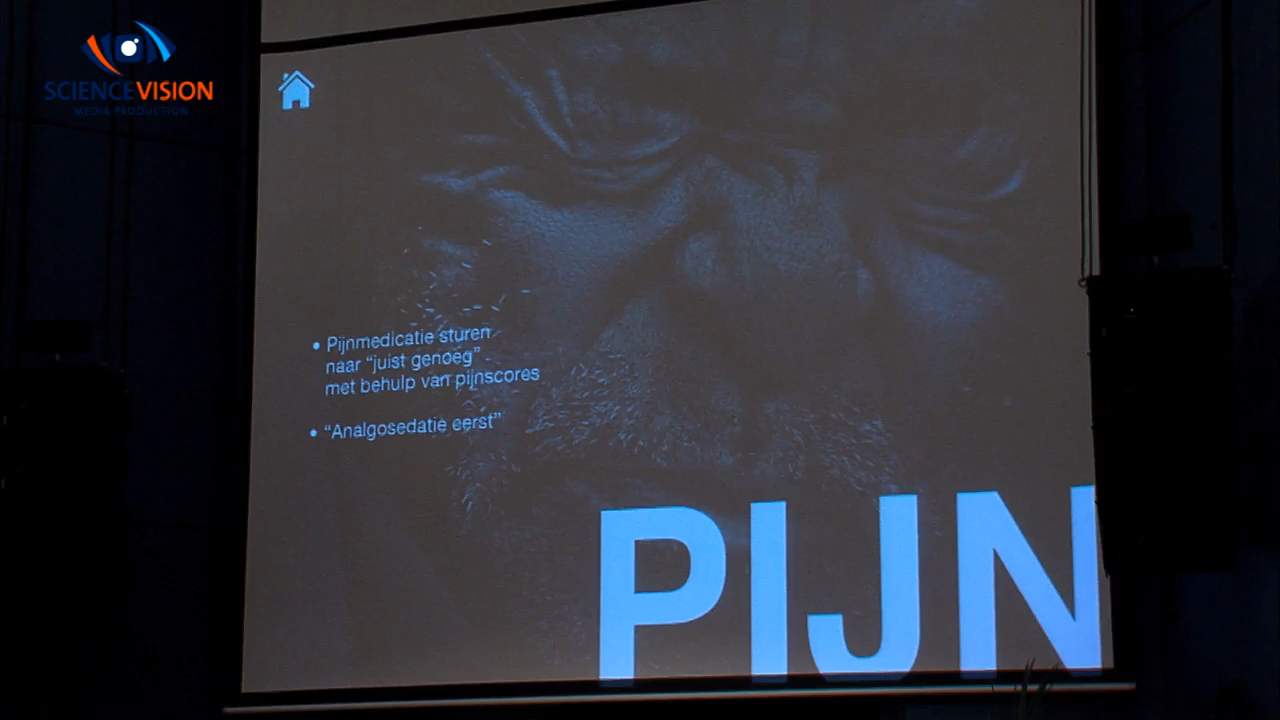 SCIENCEVISION
MEDIA PRODUCTION
• Pijnmedicatie sturen
naar “juist genoeg”
met behulp van pijnscores
• “Analgosedatie eerst”
PIJN